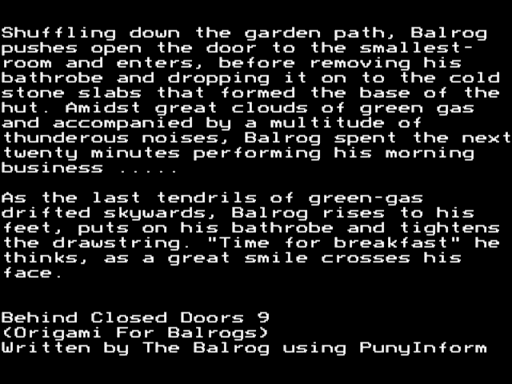 Shuffling down the garden path, Balrog
pushes open the door to the smallest-
room and enters, before removing his
bathrobe and dropping it on to the cold
stone slabs that formed the base of the
hut. Amidst great clouds of green gas
and accompanied by a multitude of
thunderous noises, Balrog spent the next
twenty minutes performing his morning
business .....
As the last tendrils of green-gas
drifted skywards, Balrog rises to his
feet, puts on his bathrobe and tightens
the drawstring. "Time for breakfast" he
thinks, as a great smile crosses his
face.
Behind Closed Doors 9
(Origami For Balrogs)
Written by The Balrog using PunyInform